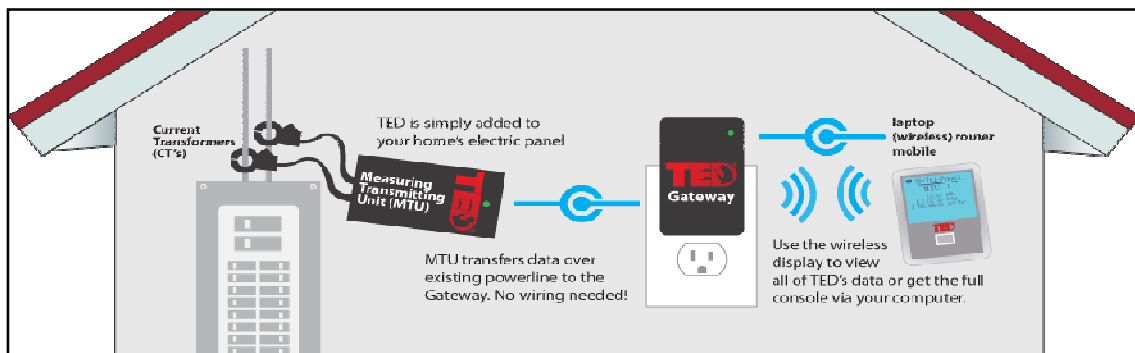 Current
Transformers
(CT's)
TED is simply added to
your home's electric panel
Measuring
Transmitting
Unit (MTU)
TED
MTU transfers data over
existing powerline to the
Gateway. No wiring needed!
TED
Gateway
laptop
(wireless) router
mobile
MTU 1
TED
Use the wireless
display to view
all of TED's data or get the full
console via your computer.